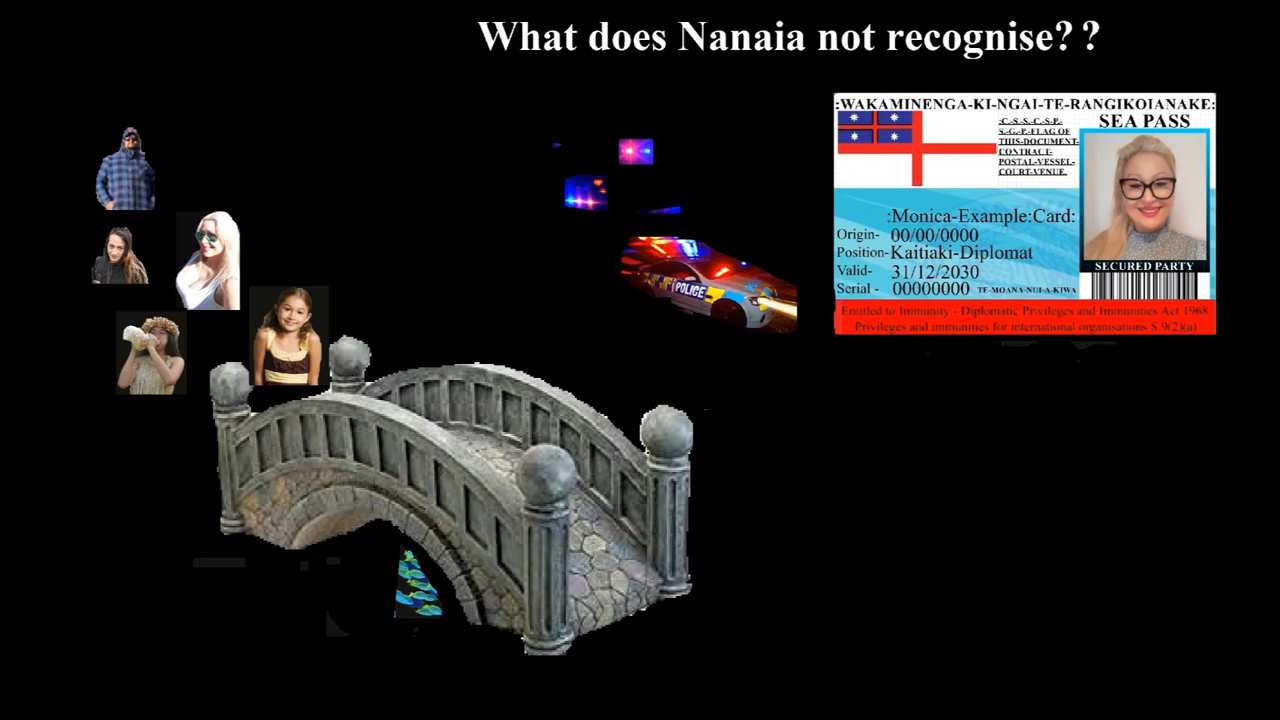 What does Nanaia not recognise? ?
:WAKAMINENGA-KI-NGAI-TE-RANGIKOIANAKE:
SEA PASS
:C.-S.-S.-C.-S.-P.-
S.-G.-P.-FLAG OF
THIS-DOCUMENT-
CONTRACT-
POSTAL-VESSEL-
COURT-VENUE.
:Monica-Example:Card:
Origin- 00/00/0000
Position-Kaitiaki-Diplomat
Valid- 31/12/2030
Serial - 00000000 TE-MOANA-NUI-A-KIWA
SECURED PARTY
Entitled to Immunity - Diplomatic Privileges and Immunities Act 1968
Privileges and immunities for international organisations S 9(2)(a)
POLICE